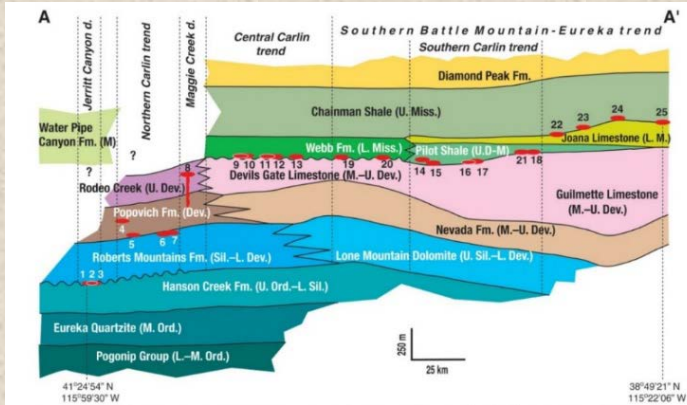 A
A'
Jerritt Canyon d.
Northern Carlin trend
Maggie Creek d.
Central Carlin
trend
Southern Battle Mountain-Eureka trend
Southern Carlin trend
Diamond Peak Fm.
Chainman Shale (U. Miss.)
Water Pipe
Canyon Fm. (M)
?
?
Webb Fm. (L. Miss.)
Pilot Shale (U.D-M)
Joana Limestone (L. M.)
22
23
24
25
9 10 11 12 13 19 20
14 15 16 17 21 18
8
Rodeo Creek (U. Dev.)
Devils Gate Limestone (M.–U. Dev.)
Guilmette Limestone
(M.–U. Dev.)
Popovich Fm. (Dev.)
4
5
6 7
Nevada Fm. (M.–U. Dev.)
Roberts Mountains Fm. (Sil.–L. Dev.)
Lone Mountain Dolomite (U. Sil–L. Dev.)
1 2 3
Hanson Creek Fm. (U. Ord.–L. Sil.)
Eureka Quartzite (M. Ord.)
Pogonip Group (L.–M. Ord.)
250 m
25 km
41°24'54" N
115°59'30" W
38°49'21" N
115°22'06" W